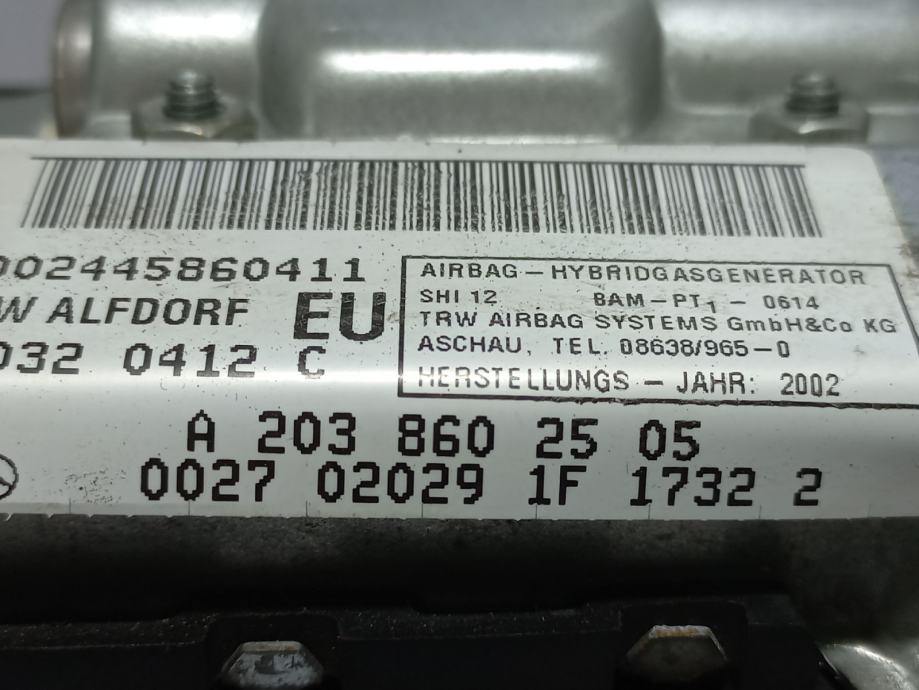 002445860411
W ALFDORF EU
032 0412 C
AIRBAG-HYBRIDGASGENERATOR
SHI 12 BAM-PT1-0614
TRW AIRBAG SYSTEMS GmbH&Co KG
ASCHAU, TEL. 08638/965-0
HERSTELLUNGS-JAHR: 2002
A 203 860 25 05
0027 02029 1F 1732 2